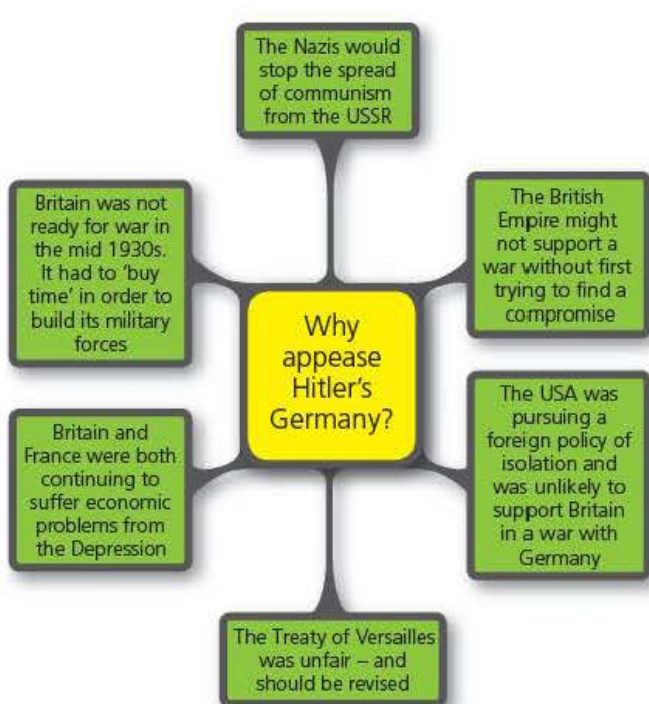 The Nazis would
stop the spread
of communism
from the USSR
Britain was not
ready for war in
the mid 1930s.
It had to ‘buy
time’ in order to
build its military
forces
The British
Empire might
not support a
war without first
trying to find a
compromise
Why
appease
Hitler’s
Germany?
Britain and
France were both
continuing to
suffer economic
problems from
the Depression
The USA was
pursuing a
foreign policy of
isolation and
was unlikely to
support Britain
in a war with
Germany
The Treaty of Versailles
was unfair – and
should be revised